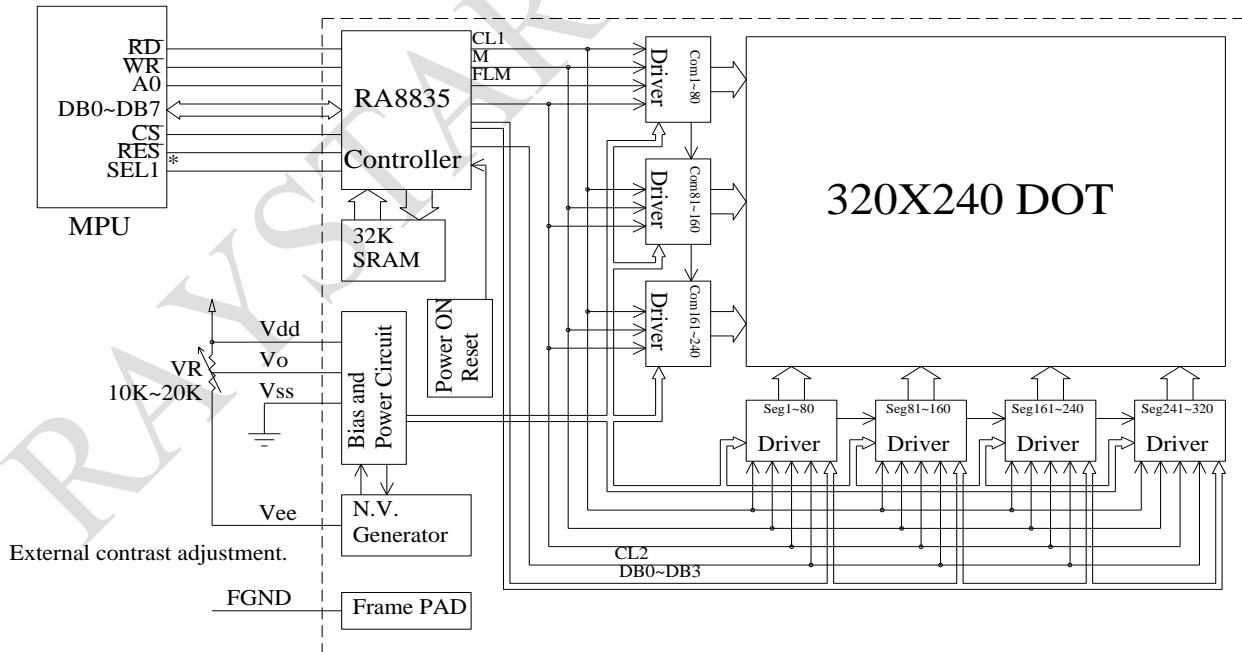 RD
WR
A0
DB0~DB7
CS
RES
*
SEL1
MPU
RA8835
Controller
CL1
M
FLM
32K
SRAM
Power ON
Reset
Driver
Com1~80
Driver
Com81~160
Driver
Com161~240
320X240 DOT
Vdd
Vo
VR
10K~20K
Vss
Bias and
Power Circuit
Vee
N.V.
Generator
External contrast adjustment.
FGND
Frame PAD
Seg1~80
Driver
Seg81~160
Driver
Seg161~240
Driver
Seg241~320
Driver
CL2
DB0~DB3
RAYSTAR